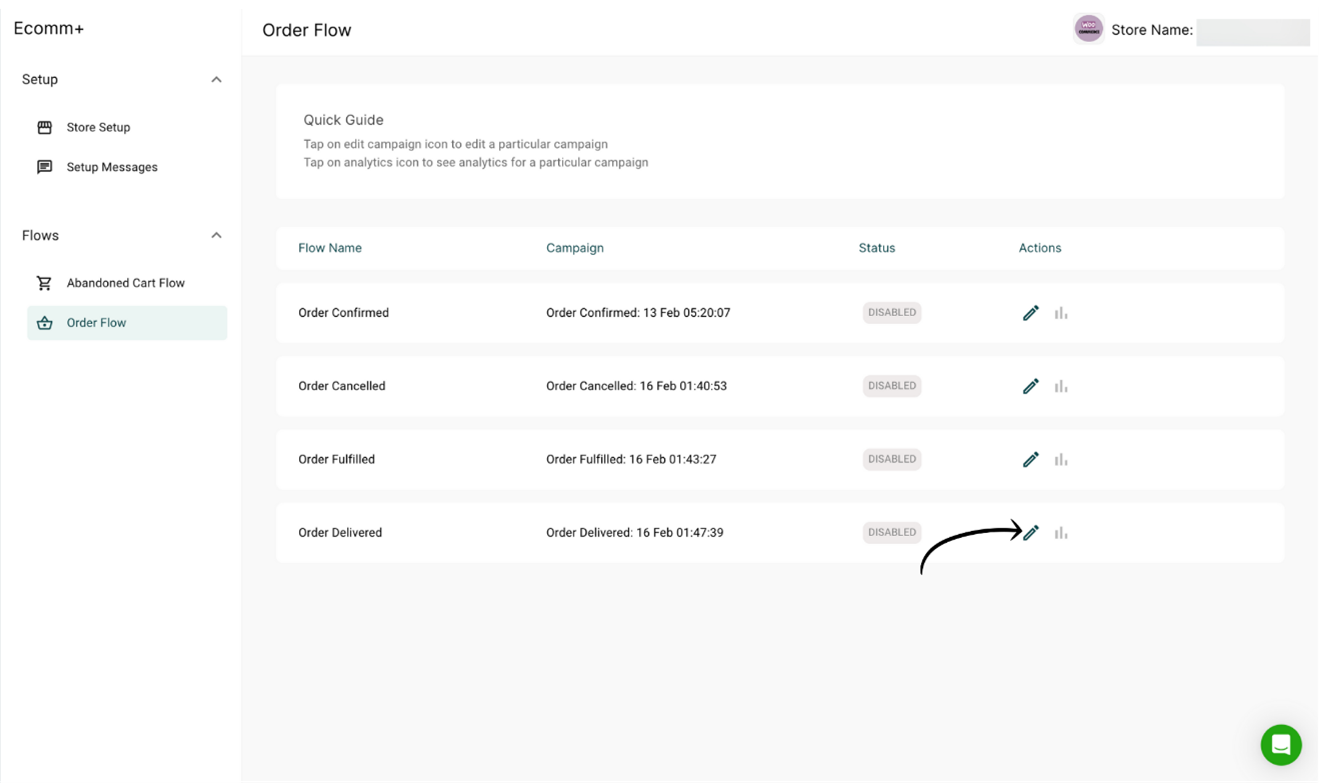 Ecomm+
Order Flow
WOO
COMMERCE
Store Name:
Setup
Store Setup
Setup Messages
Flows
Abandoned Cart Flow
Order Flow
Quick Guide
Tap on edit campaign icon to edit a particular campaign
Tap on analytics icon to see analytics for a particular campaign
Flow Name Campaign Status Actions
Order Confirmed Order Confirmed: 13 Feb 05:20:07 DISABLED
Order Cancelled Order Cancelled: 16 Feb 01:40:53 DISABLED
Order Fulfilled Order Fulfilled: 16 Feb 01:43:27 DISABLED
Order Delivered Order Delivered: 16 Feb 01:47:39 DISABLED